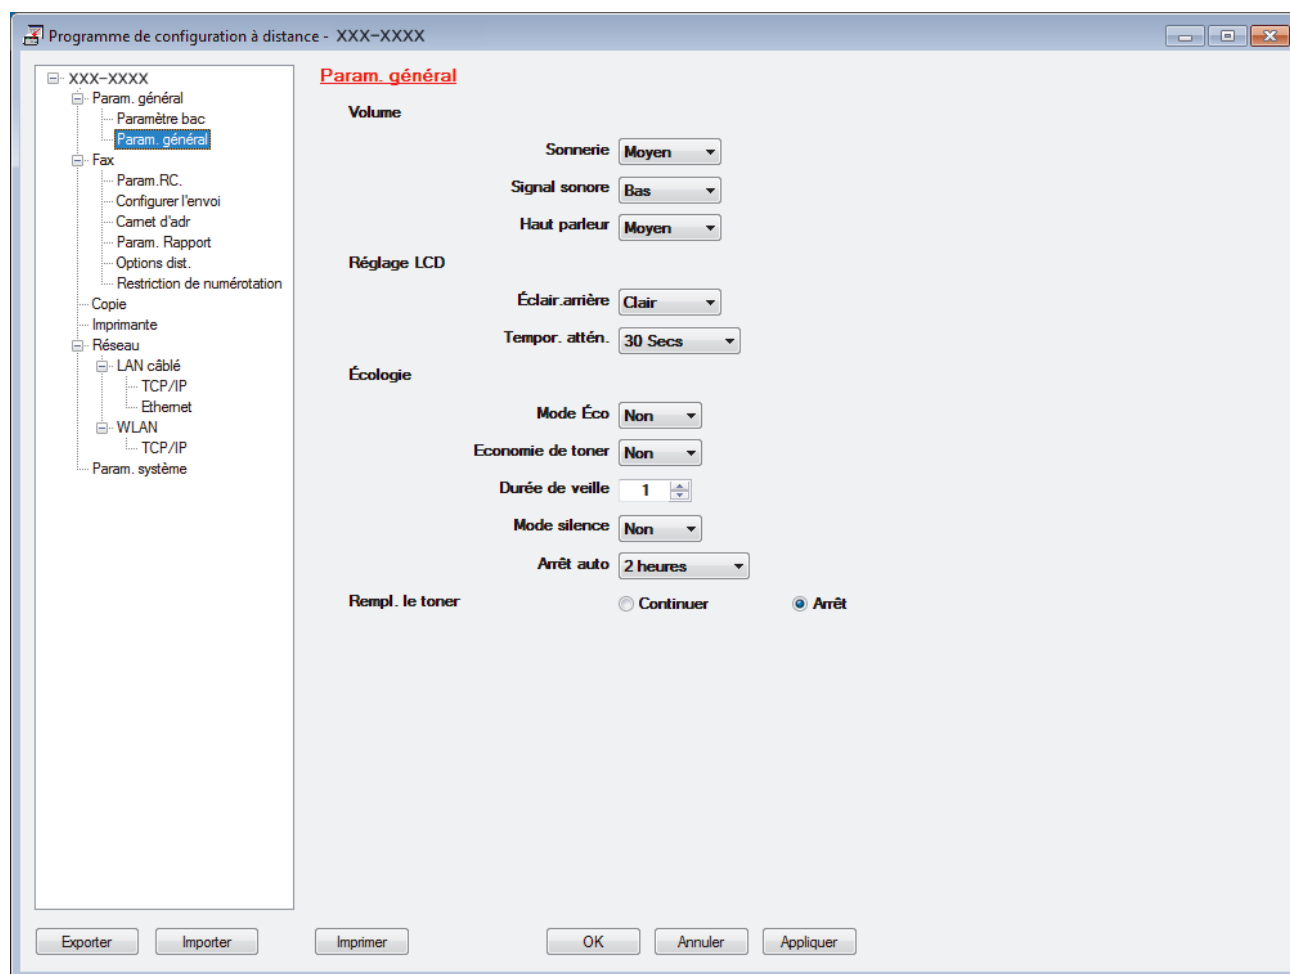 Programme de configuration à distance - XXX-XXXX
XXX-XXXX
Param. général
Paramètre bac
Param. général
Fax
Param.RC.
Configurer l'envoi
Carnet d'adr
Param. Rapport
Options dist.
Restriction de numérotation
Copie
Imprimante
Réseau
LAN câblé
TCP/IP
Ethernet
WLAN
TCP/IP
Param. système
Param. général
Volume
Sonnerie Moyen
Signal sonore Bas
Haut parleur Moyen
Réglage LCD
Éclair.arrière Clair
Tempor. attén. 30 Secs
Écologie
Mode Éco Non
Economie de toner Non
Durée de veille 1
Mode silence Non
Arrêt auto 2 heures
Rempl. le toner Continuer Arrêt
Exporter Importer Imprimer OK Annuler Appliquer